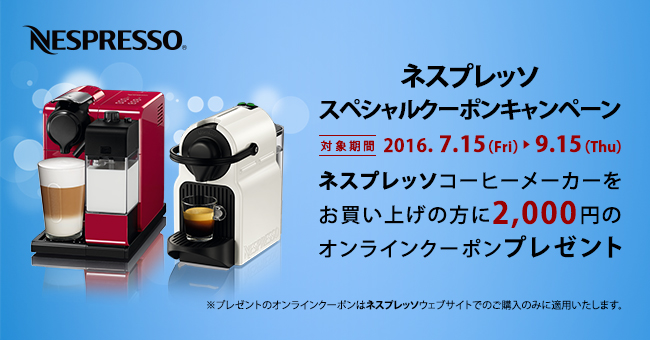 NESPRESSO®
ネスプレッソ
スペシャルクーポンキャンペーン
対象期間 2016. 7.15 (Fri) ▶ 9.15 (Thu)
ネスプレッソコーヒーメーカーを
お買い上げの方に2,000円の
オンラインクーポンプレゼント
※プレゼントのオンラインクーポンはネスプレッソウェブサイトでのご購入のみに適用いたします。